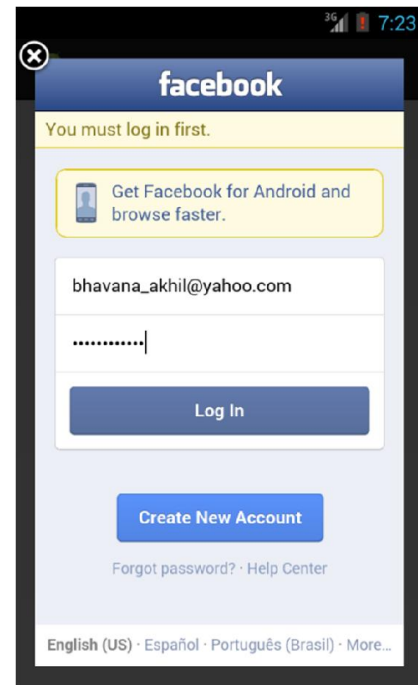 3G 7:23
facebook
You must log in first.
Get Facebook for Android and
browse faster.
bhavana_akhil@yahoo.com
••••••••••••
Log In
Create New Account
Forgot password? · Help Center
English (US) · Español · Português (Brasil) · More...